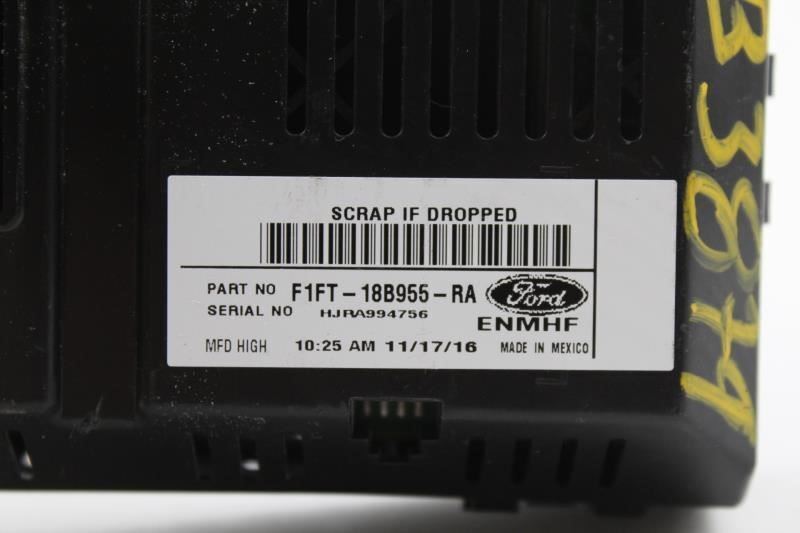 SCRAP IF DROPPED
PART NO F1FT-18B955-RA Ford
SERIAL NO HJRA994756 ENMHF
MFD HIGH 10:25 AM 11/17/16 MADE IN MEXICO